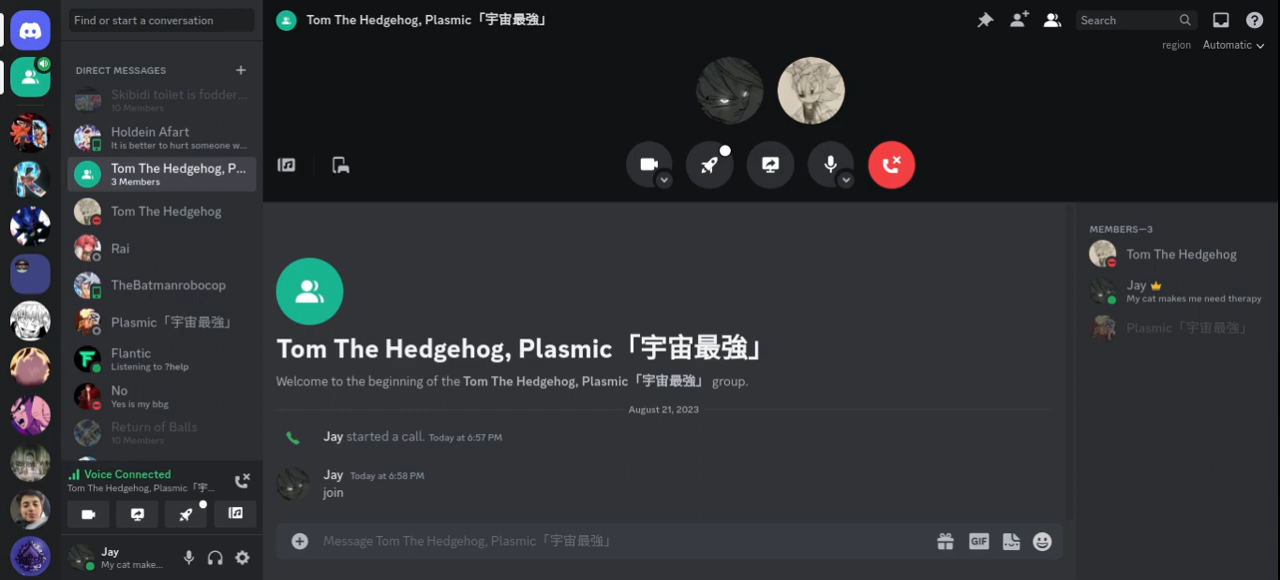 Find or start a conversation
DIRECT MESSAGES
Skibidi toilet is fodder...
10 Members
Holdein Afart
It is better to hurt someone w...
Tom The Hedgehog, P...
3 Members
Tom The Hedgehog
Rai
TheBatmanrobocop
Plasmic「宇宙最強」
Flantic
Listening to ?help
No
Yes is my bbg
Return of Balls
10 Members
Voice Connected
Tom The Hedgehog, Plasmic「宇...
Jay
My cat make...
Tom The Hedgehog, Plasmic「宇宙最強」
Search
region Automatic
Tom The Hedgehog, Plasmic「宇宙最強」
Welcome to the beginning of the Tom The Hedgehog, Plasmic「宇宙最強」 group.
August 21, 2023
Jay started a call. Today at 6:57 PM
Jay Today at 6:58 PM
join
Message Tom The Hedgehog, Plasmic「宇宙最強」
GIF
MEMBERS—3
Tom The Hedgehog
Jay
My cat makes me need therapy
Plasmic「宇宙最強」